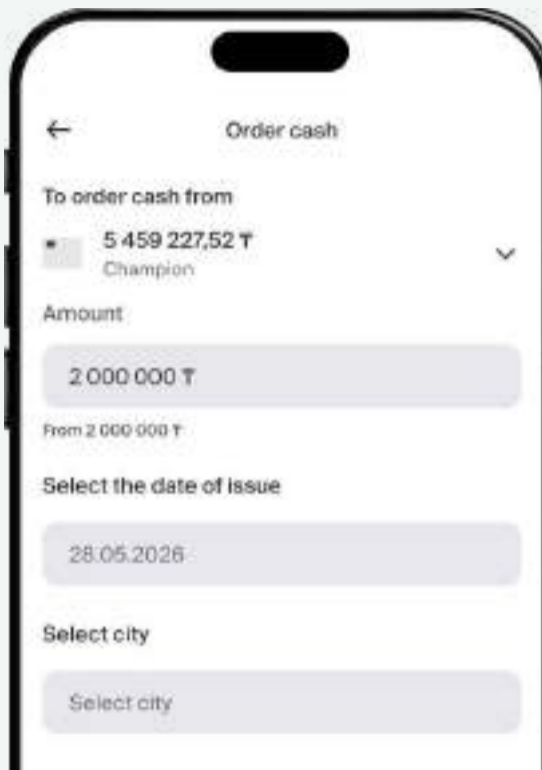 Order cash
To order cash from
5 459 227,52 ₸
Champion
Amount
2 000 000 ₸
From 2 000 000 ₸
Select the date of issue
28.05.2026
Select city
Select city